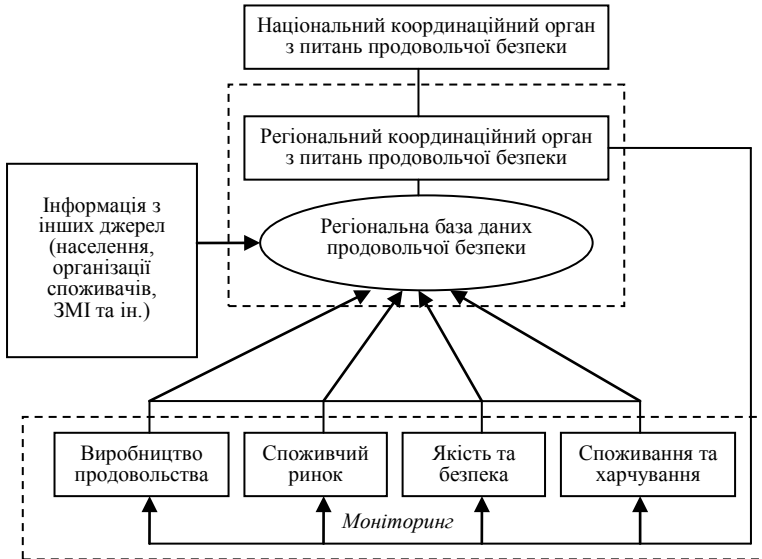 Національний координаційний орган
з питань продовольчої безпеки
Регіональний координаційний орган
з питань продовольчої безпеки
Інформація з
інших джерел
(населення,
організації
споживачів,
ЗМІ та ін.)
Регіональна база даних
продовольчої безпеки
Виробництво
продовольства
Споживчий
ринок
Якість та
безпека
Споживання та
харчування
Моніторинг